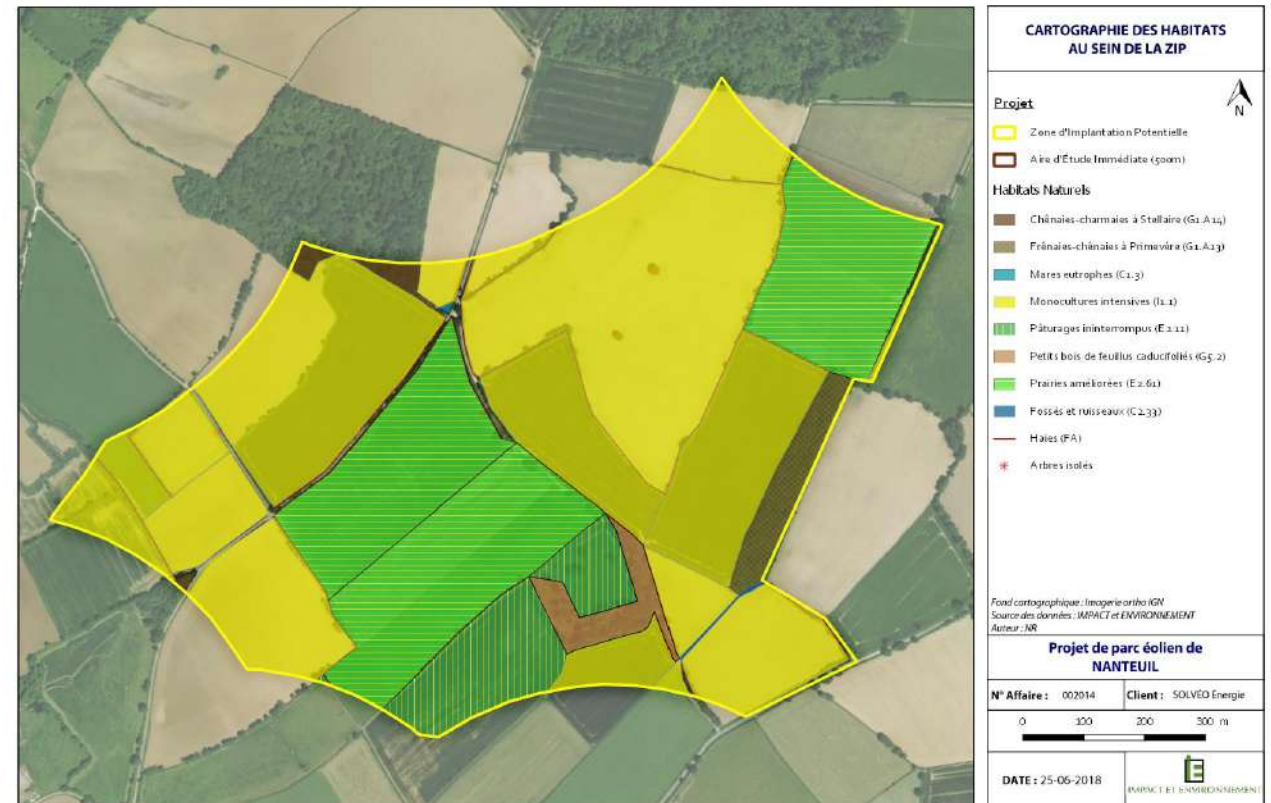 CARTOGRAPHIE DES HABITATS
AU SEIN DE LA ZIP
Projet
N
Zone d'Implantation Potentielle
Aire d'Étude Immédiate (500m)
Habitats Naturels
Chênaies-charmaies à Stellaire (G1.A14)
Frênaies-chênaies à Primevère (G1.A13)
Mares eutrophes (C1.3)
Monocultures intensives (I1.1)
Pâturages ininterrompus (E2.11)
Petits bois de feuillus caducifoliés (G5.2)
Prairies améliorées (E2.61)
Fossés et ruisseaux (C2.33)
Haies (FA)
Arbres isolés
Fond cartographique : Imagerie ortho IGN
Source des données : IMPACT et ENVIRONNEMENT
Auteur : NR
Projet de parc éolien de
NANTEUIL
N° Affaire : 002014 Client : SOLVÉO Énergie
0 100 200 300 m
DATE : 25-06-2018
IMPACT ET ENVIRONNEMENT